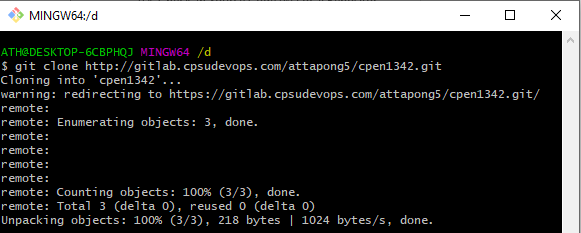 MINGW64:/d
ATH@DESKTOP-6CBPHQJ MINGW64 /d
$ git clone http://gitlab.cpsudevops.com/attapong5/cpen1342.git
Cloning into 'cpen1342'...
warning: redirecting to https://gitlab.cpsudevops.com/attapong5/cpen1342.git/
remote:
remote: Enumerating objects: 3, done.
remote:
remote:
remote:
remote:
remote: Counting objects: 100% (3/3), done.
remote: Total 3 (delta 0), reused 0 (delta 0)
Unpacking objects: 100% (3/3), 218 bytes | 1024 bytes/s, done.